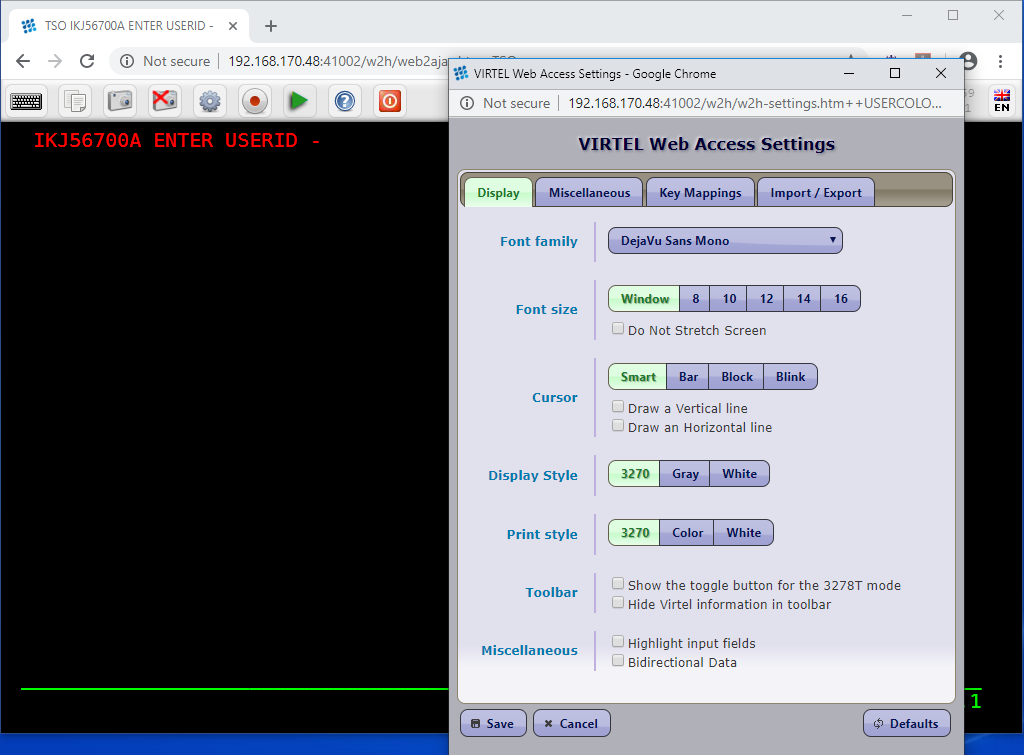 TSO IKJ56700A ENTER USERID -
Not secure
192.168.170.48:41002/w2h/web2aja
EN
IKJ56700A ENTER USERID -
1
VIRTEL Web Access Settings - Google Chrome
Not secure
192.168.170.48:41002/w2h/w2h-settings.htm++USERCOLO...
VIRTEL Web Access Settings
Display Miscellaneous Key Mappings Import / Export
Font family DejaVu Sans Mono
Font size Window 8 10 12 14 16
Do Not Stretch Screen
Cursor Smart Bar Block Blink
Draw a Vertical line
Draw an Horizontal line
Display Style 3270 Gray White
Print style 3270 Color White
Toolbar Show the toggle button for the 3278T mode
Hide Virtel information in toolbar
Miscellaneous Highlight input fields
Bidirectional Data
Save Cancel Defaults